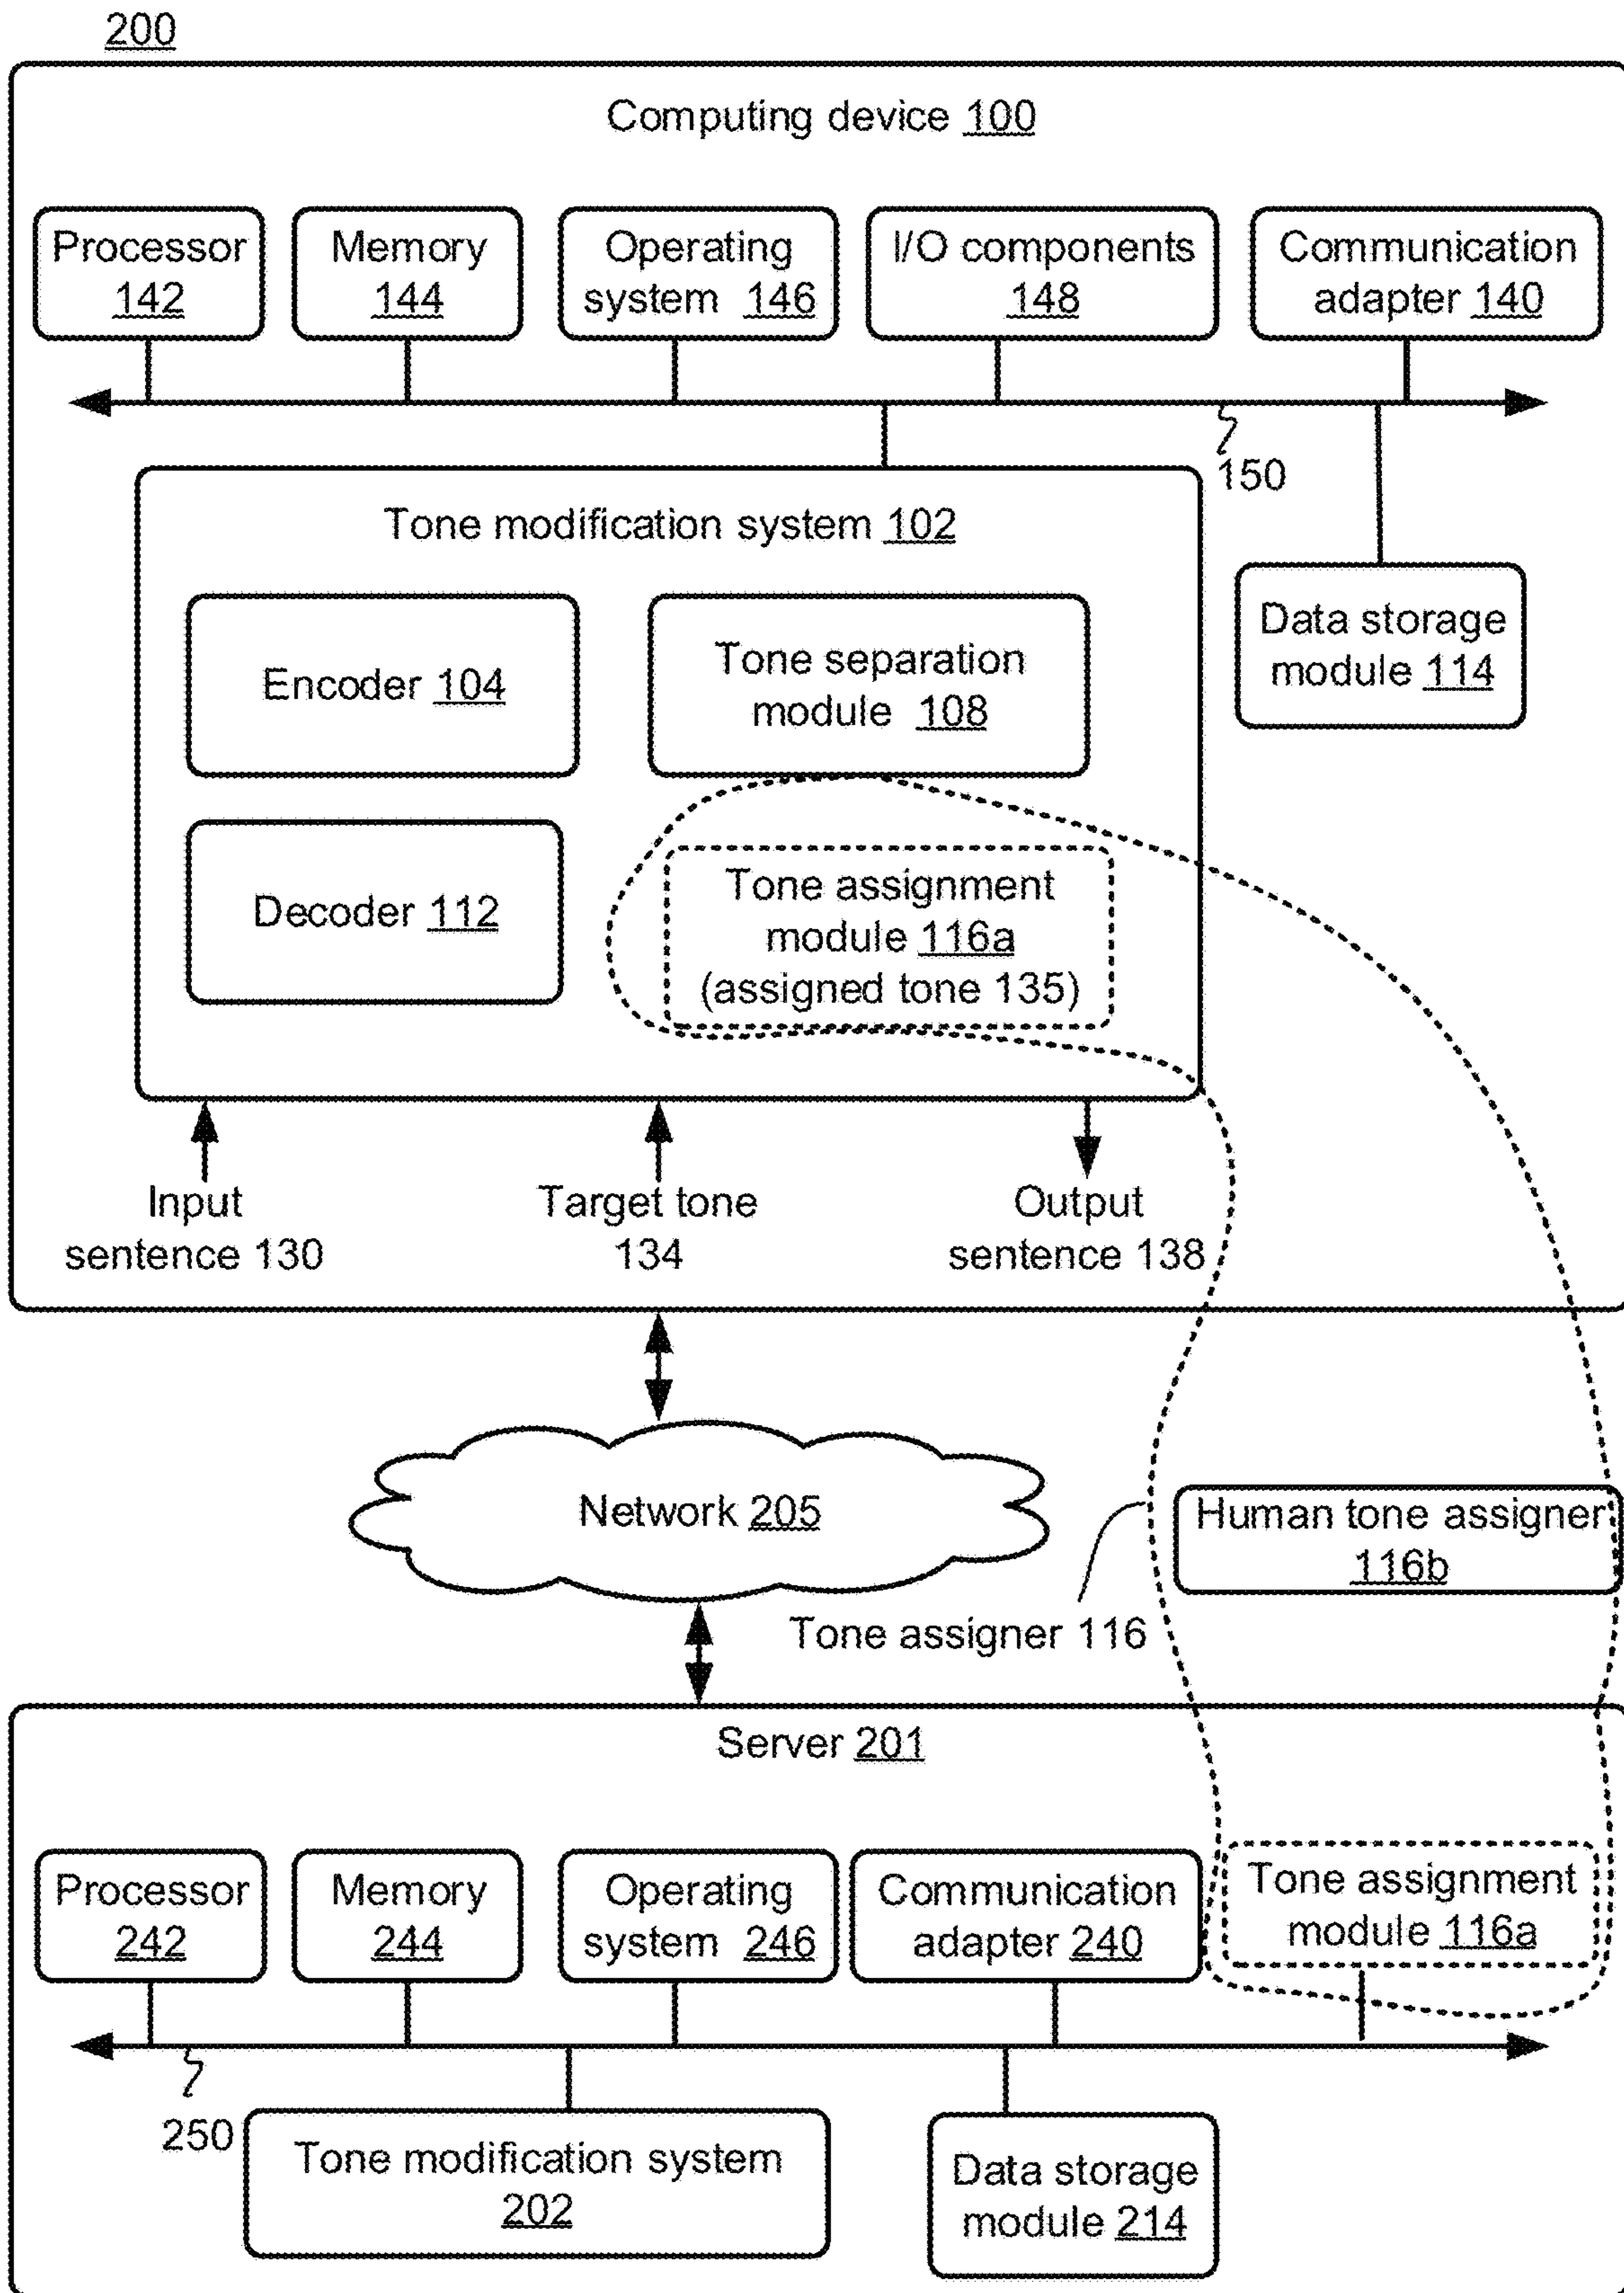 200
Computing device 100
Processor
142
Memory
144
Operating
system 146
I/O components
148
Communication
adapter 140
150
Tone modification system 102
Data storage
module 114
Encoder 104
Tone separation
module 108
Decoder 112
Tone assignment
module 116a
(assigned tone 135)
Input
sentence 130
Target tone
134
Output
sentence 138
Network 205
Human tone assigner
116b
Tone assigner 116
Server 201
Processor
242
Memory
244
Operating
system 246
Communication
adapter 240
Tone assignment
module 116a
250
Tone modification system
202
Data storage
module 214